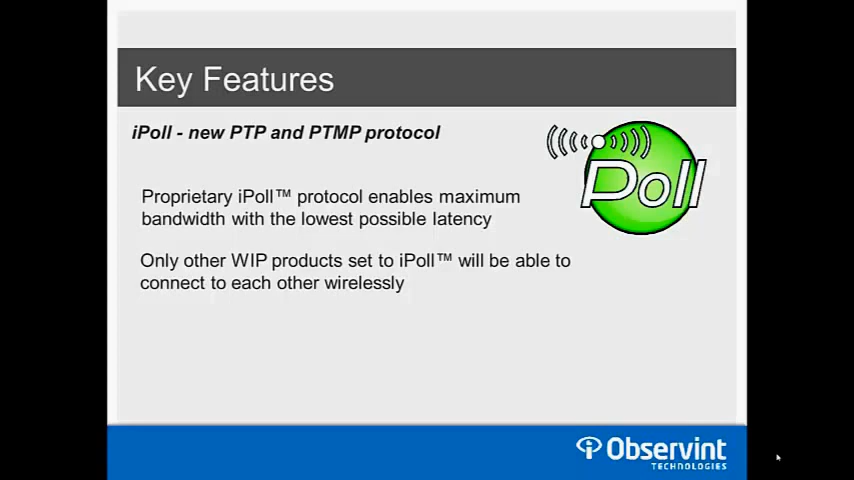 Key Features
iPoll - new PTP and PTMP protocol
Poll
Proprietary iPoll™ protocol enables maximum
bandwidth with the lowest possible latency
Only other WIP products set to iPoll™ will be able to
connect to each other wirelessly
Observint
TECHNOLOGIES